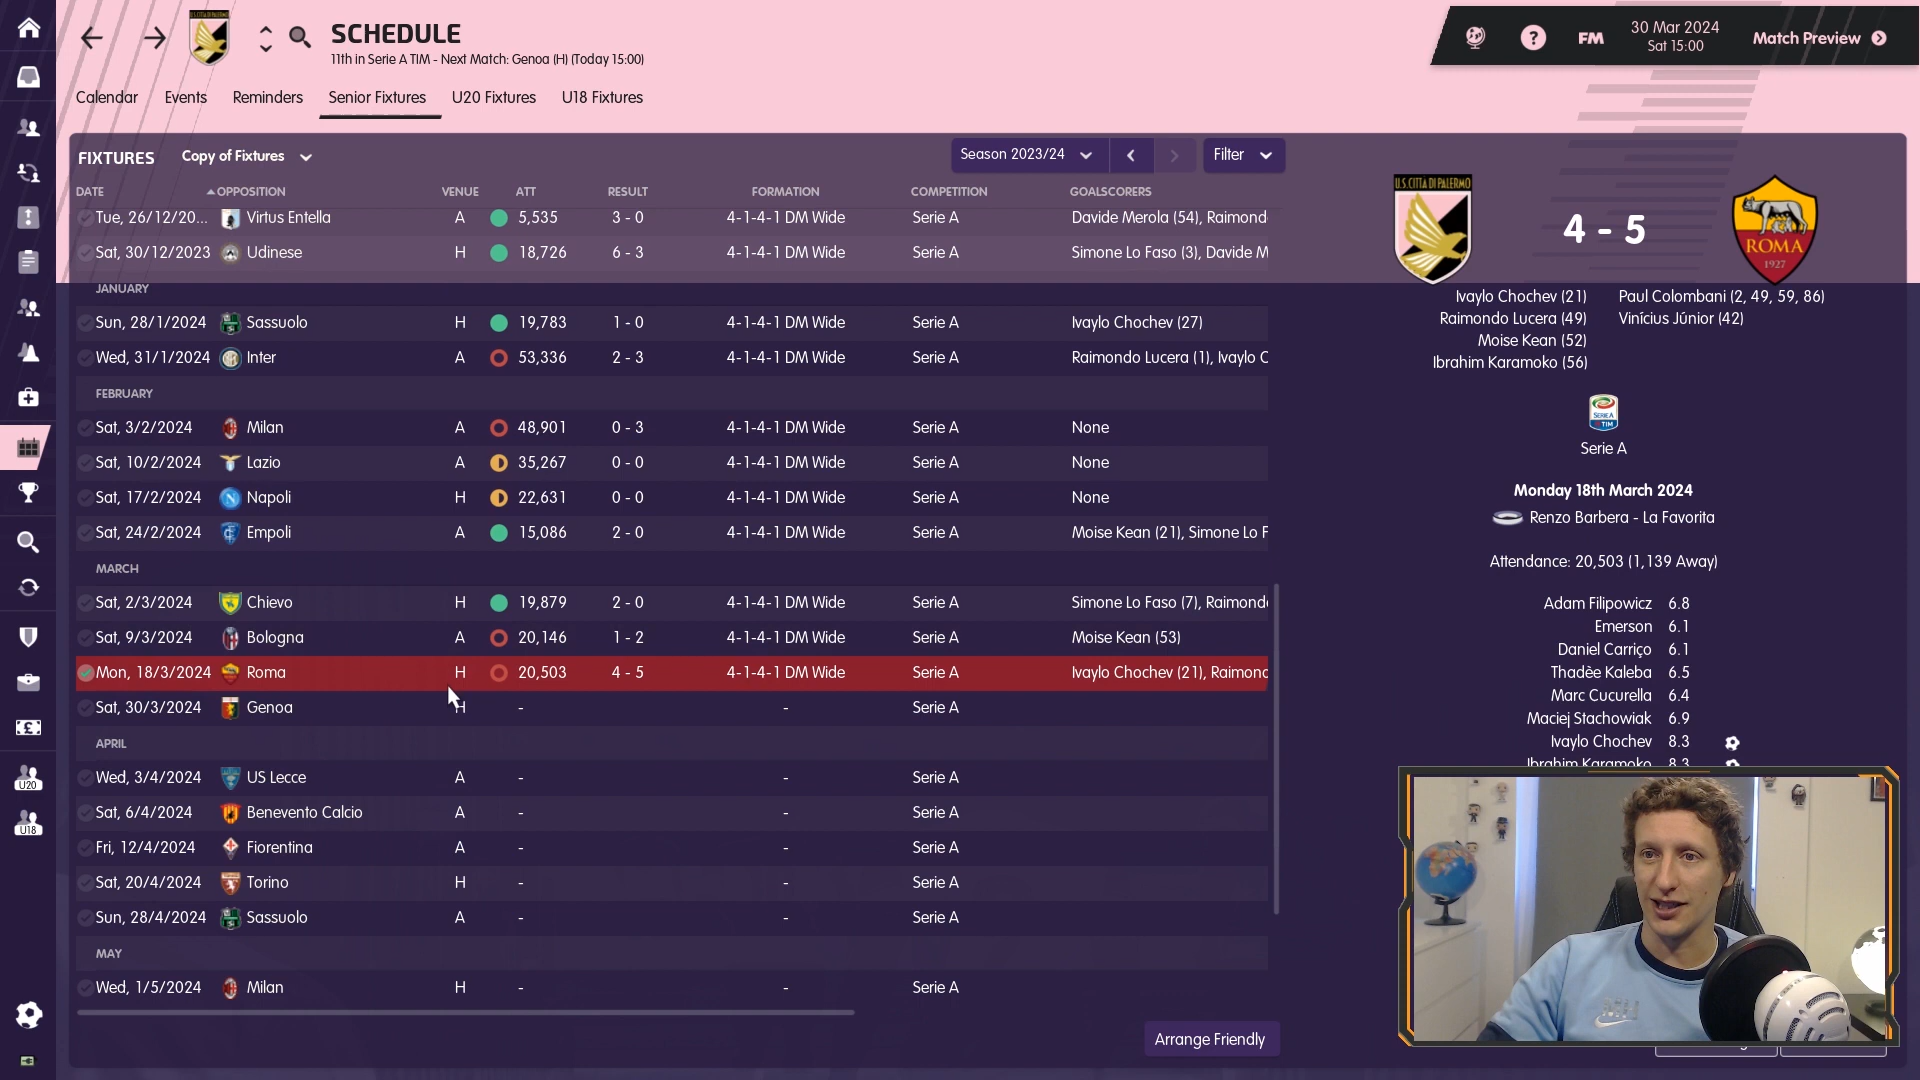 SCHEDULE
11th in Serie A TIM - Next Match: Genoa (H) (Today 15:00)
FM
30 Mar 2024
Sat 15:00
Match Preview
Calendar Events Reminders Senior Fixtures U20 Fixtures U18 Fixtures
FIXTURES Copy of Fixtures Season 2023/24 Filter
DATE OPPOSITION VENUE ATT RESULT FORMATION COMPETITION GOALSCORERS
Tue, 26/12/20... Virtus Entella A 5,535 3 - 0 4-1-4-1 DM Wide Serie A Davide Merola (54), Raimond
Sat, 30/12/2023 Udinese H 18,726 6 - 3 4-1-4-1 DM Wide Serie A Simone Lo Faso (3), Davide M
JANUARY
Sun, 28/1/2024 Sassuolo H 19,783 1 - 0 4-1-4-1 DM Wide Serie A Ivaylo Chochev (27)
Wed, 31/1/2024 Inter A 53,336 2 - 3 4-1-4-1 DM Wide Serie A Raimondo Lucera (1), Ivaylo C
FEBRUARY
Sat, 3/2/2024 Milan A 48,901 0 - 3 4-1-4-1 DM Wide Serie A None
Sat, 10/2/2024 Lazio A 35,267 0 - 0 4-1-4-1 DM Wide Serie A None
Sat, 17/2/2024 Napoli H 22,631 0 - 0 4-1-4-1 DM Wide Serie A None
Sat, 24/2/2024 Empoli A 15,086 2 - 0 4-1-4-1 DM Wide Serie A Moise Kean (21), Simone Lo F
MARCH
Sat, 2/3/2024 Chievo H 19,879 2 - 0 4-1-4-1 DM Wide Serie A Simone Lo Faso (7), Raimond
Sat, 9/3/2024 Bologna A 20,146 1 - 2 4-1-4-1 DM Wide Serie A Moise Kean (53)
Mon, 18/3/2024 Roma H 20,503 4 - 5 4-1-4-1 DM Wide Serie A Ivaylo Chochev (21), Raimond
Sat, 30/3/2024 Genoa H - - Serie A
APRIL
Wed, 3/4/2024 US Lecce A - - Serie A
Sat, 6/4/2024 Benevento Calcio A - - Serie A
Fri, 12/4/2024 Fiorentina A - - Serie A
Sat, 20/4/2024 Torino H - - Serie A
Sun, 28/4/2024 Sassuolo A - - Serie A
MAY
Wed, 1/5/2024 Milan H - - Serie A
Arrange Friendly
U20
U18
U.S.CITTÀ DI PALERMO
4 - 5
ROMA
1927
Ivaylo Chochev (21) Paul Colombani (2, 49, 59, 86)
Raimondo Lucera (49) Vinícius Júnior (42)
Moise Kean (52)
Ibrahim Karamoko (56)
SERIE A
TIM
Serie A
Monday 18th March 2024
Renzo Barbera - La Favorita
Attendance: 20,503 (1,139 Away)
Adam Filipowicz 6.8
Emerson 6.1
Daniel Carriço 6.1
Thadèe Kaleba 6.5
Marc Cucurella 6.4
Maciej Stachowiak 6.9
Ivaylo Chochev 8.3
Ibrahim Karamoko 8.3